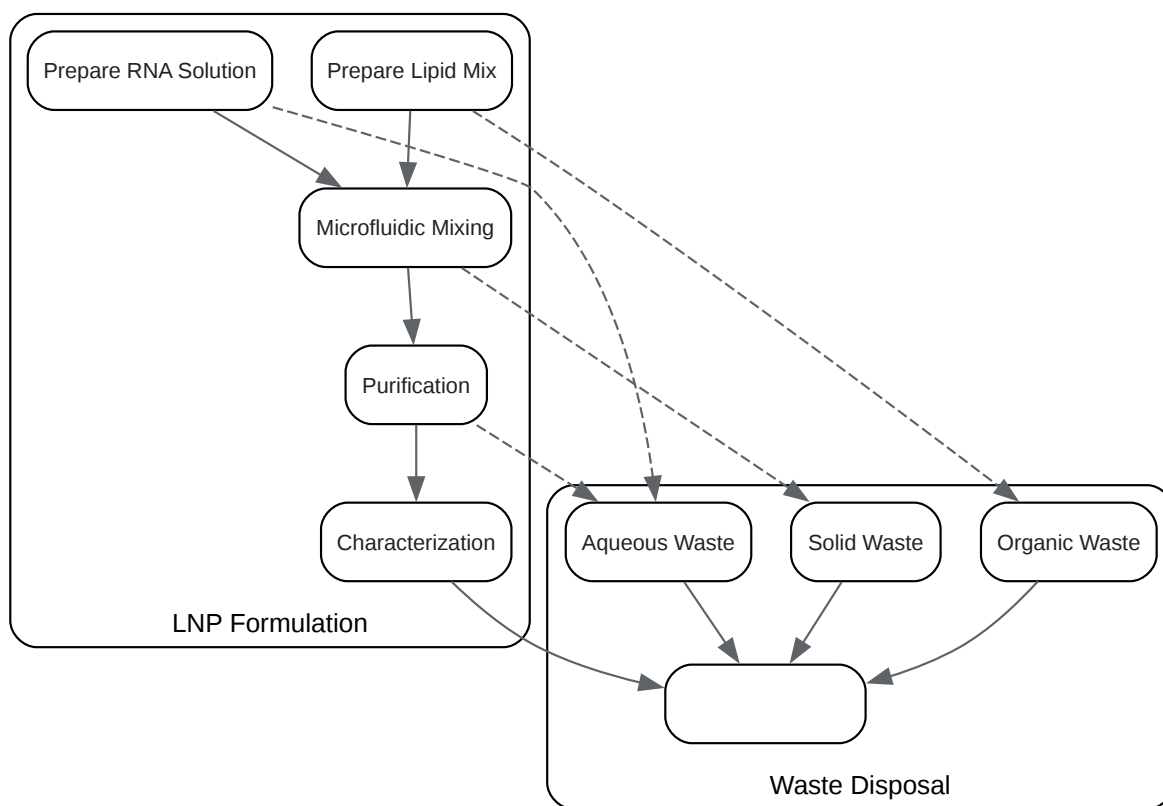 Prepare RNA Solution
Prepare Lipid Mix
Microfluidic Mixing
Purification
Characterization
LNP Formulation
Aqueous Waste
Solid Waste
Organic Waste
Waste Disposal